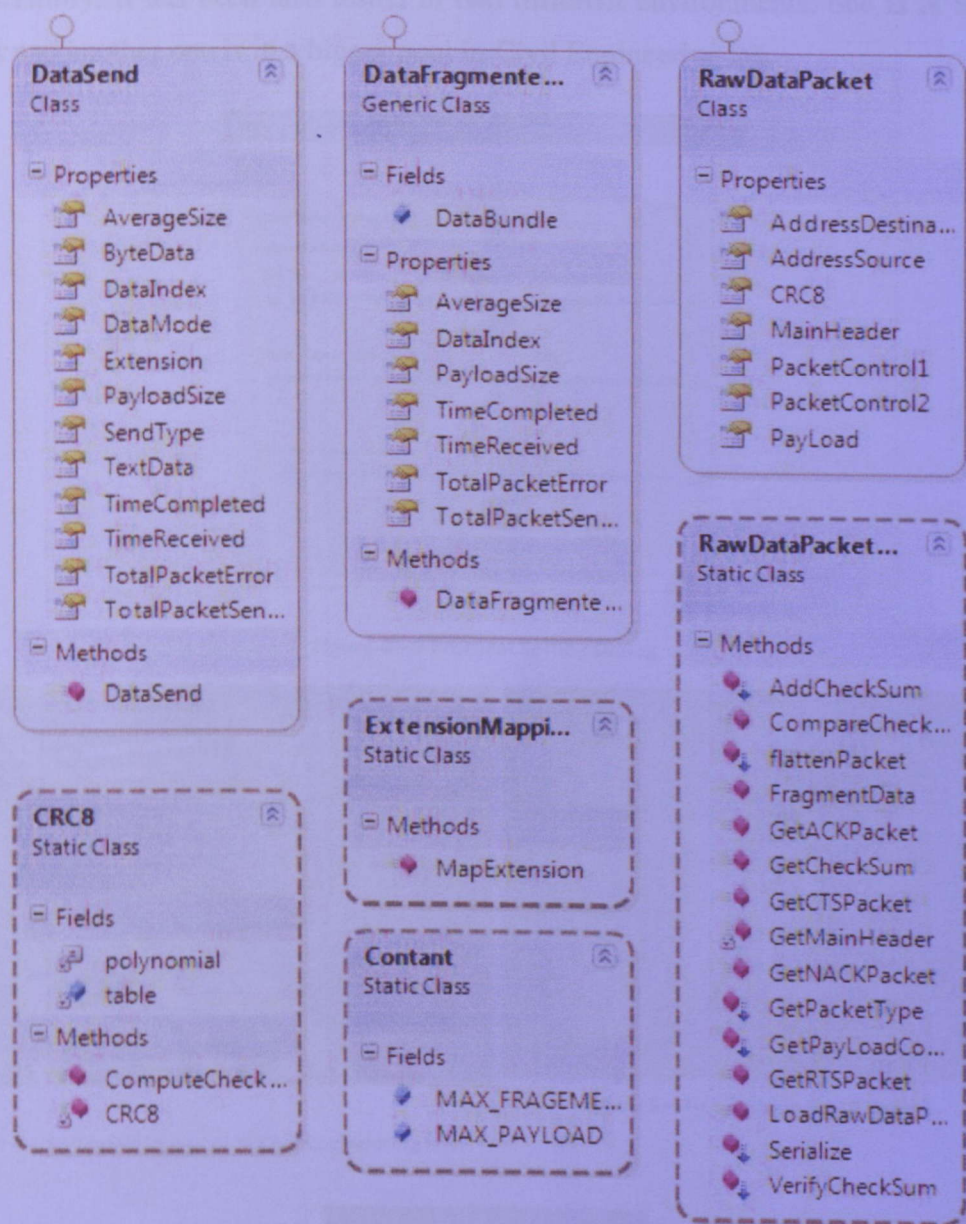 DataSend
Class
Properties
AverageSize
ByteData
DataIndex
DataMode
Extension
PayloadSize
SendType
TextData
TimeCompleted
TimeReceived
TotalPacketError
TotalPacketSen...
Methods
DataSend
CRC8
Static Class
Fields
polynomial
table
Methods
ComputeCheck...
CRC8
DataFragmente...
Generic Class
Fields
DataBundle
Properties
AverageSize
DataIndex
PayloadSize
TimeCompleted
TimeReceived
TotalPacketError
TotalPacketSen...
Methods
DataFragmente...
ExtensionMappi...
Static Class
Methods
MapExtension
Contant
Static Class
Fields
MAX_FRAGEME...
MAX_PAYLOAD
RawDataPacket
Class
Properties
AddressDestina...
AddressSource
CRC8
MainHeader
PacketControl1
PacketControl2
PayLoad
RawDataPacket...
Static Class
Methods
AddCheckSum
CompareCheck...
flattenPacket
FragmentData
GetACKPacket
GetCheckSum
GetCTSPacket
GetMainHeader
GetNACKPacket
GetPacketType
GetPayLoadCo...
GetRTSPacket
LoadRawDataP...
Serialize
VerifyCheckSum